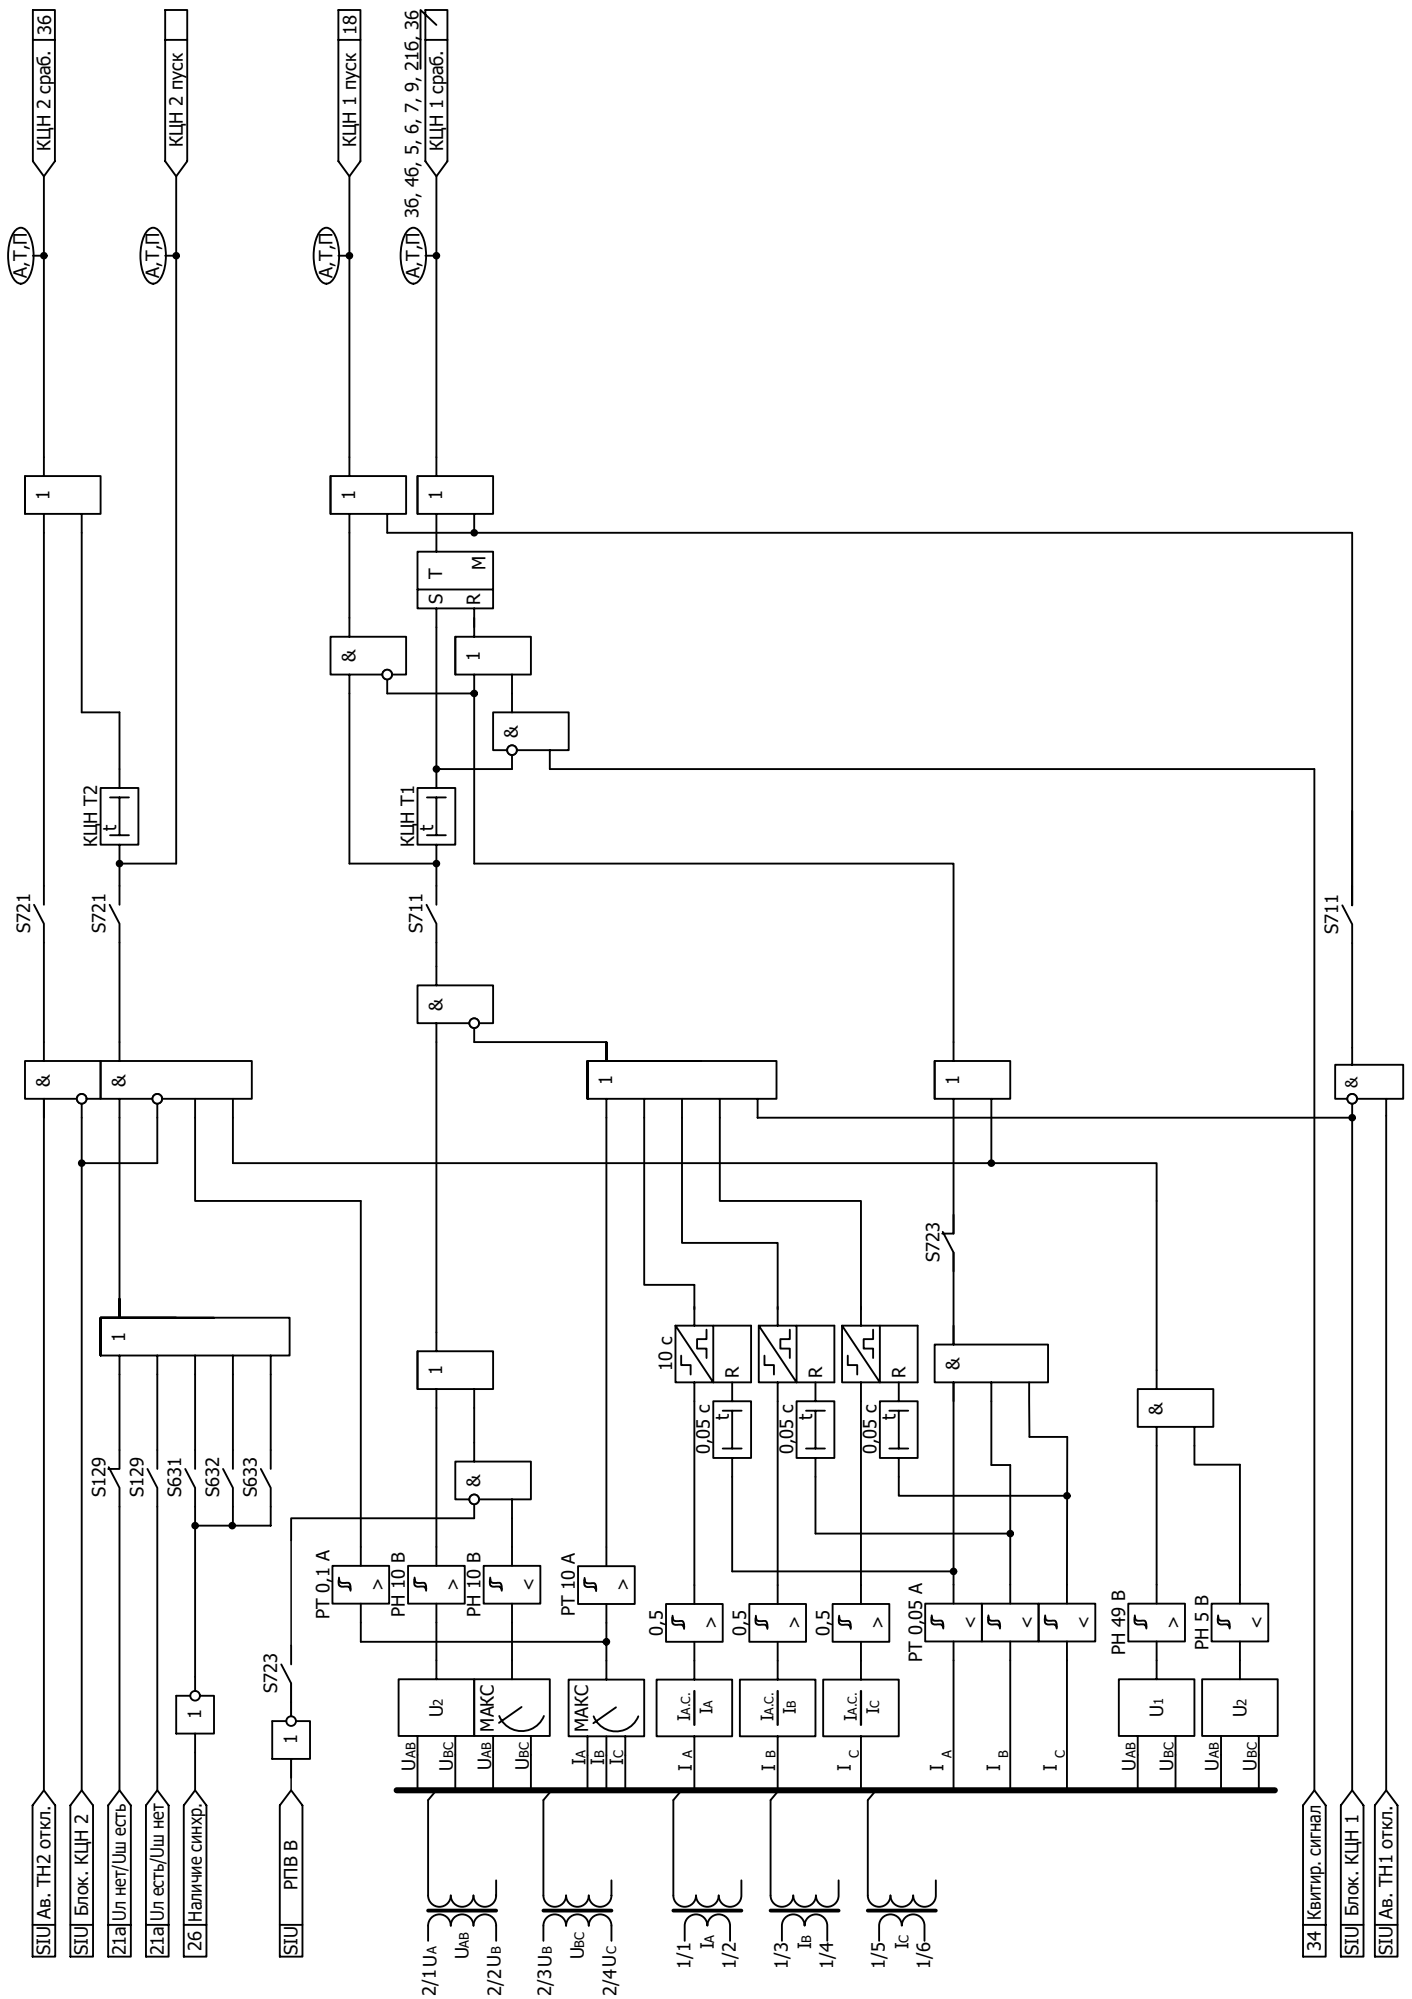 SIU Ав. ТН2 откл.
SIU Блок. КЦН 2
21а Uл нет/Uш есть
21а Uл есть/Uш нет
26 Наличие синхр.
SIU РПВ В
1
1
S723
S129
S129
S631
S632
S633
1
&
&
S721
S721
КЦН Т2
t
1
А,Т,П
А,Т,П
КЦН 2 сраб. 36
КЦН 2 пуск
2/1 UA
UAB
2/2 UB
2/3 UB
UBC
2/4 UC
1/1
IA
1/2
1/3
IB
1/4
1/5
IC
1/6
UAB
UBC
U2
UAB
UBC
МАКС
IA
IB
IC
МАКС
I A
IА.С.
IA
I B
IА.С.
IB
I C
IА.С.
IC
I A
I B
I C
UAB
UBC
U1
UAB
UBC
U2
РТ 0,1 А
>
РН 10 В
>
РН 10 В
<
РТ 10 А
>
0,5
>
0,5
>
0,5
>
РТ 0,05 А
<
<
<
РН 49 В
>
РН 5 В
<
&
1
10 с
R
R
R
0,05 с
t
0,05 с
t
0,05 с
t
&
&
S723
1
1
&
S711
КЦН Т1
t
&
&
1
S T
R M
1
1
А,Т,П
А,Т,П
КЦН 1 пуск 18
36, 46, 5, 6, 7, 9, 216, 36
КЦН 1 сраб.
&
S711
34 Квитир. сигнал
SIU Блок. КЦН 1
SIU Ав. ТН1 откл.